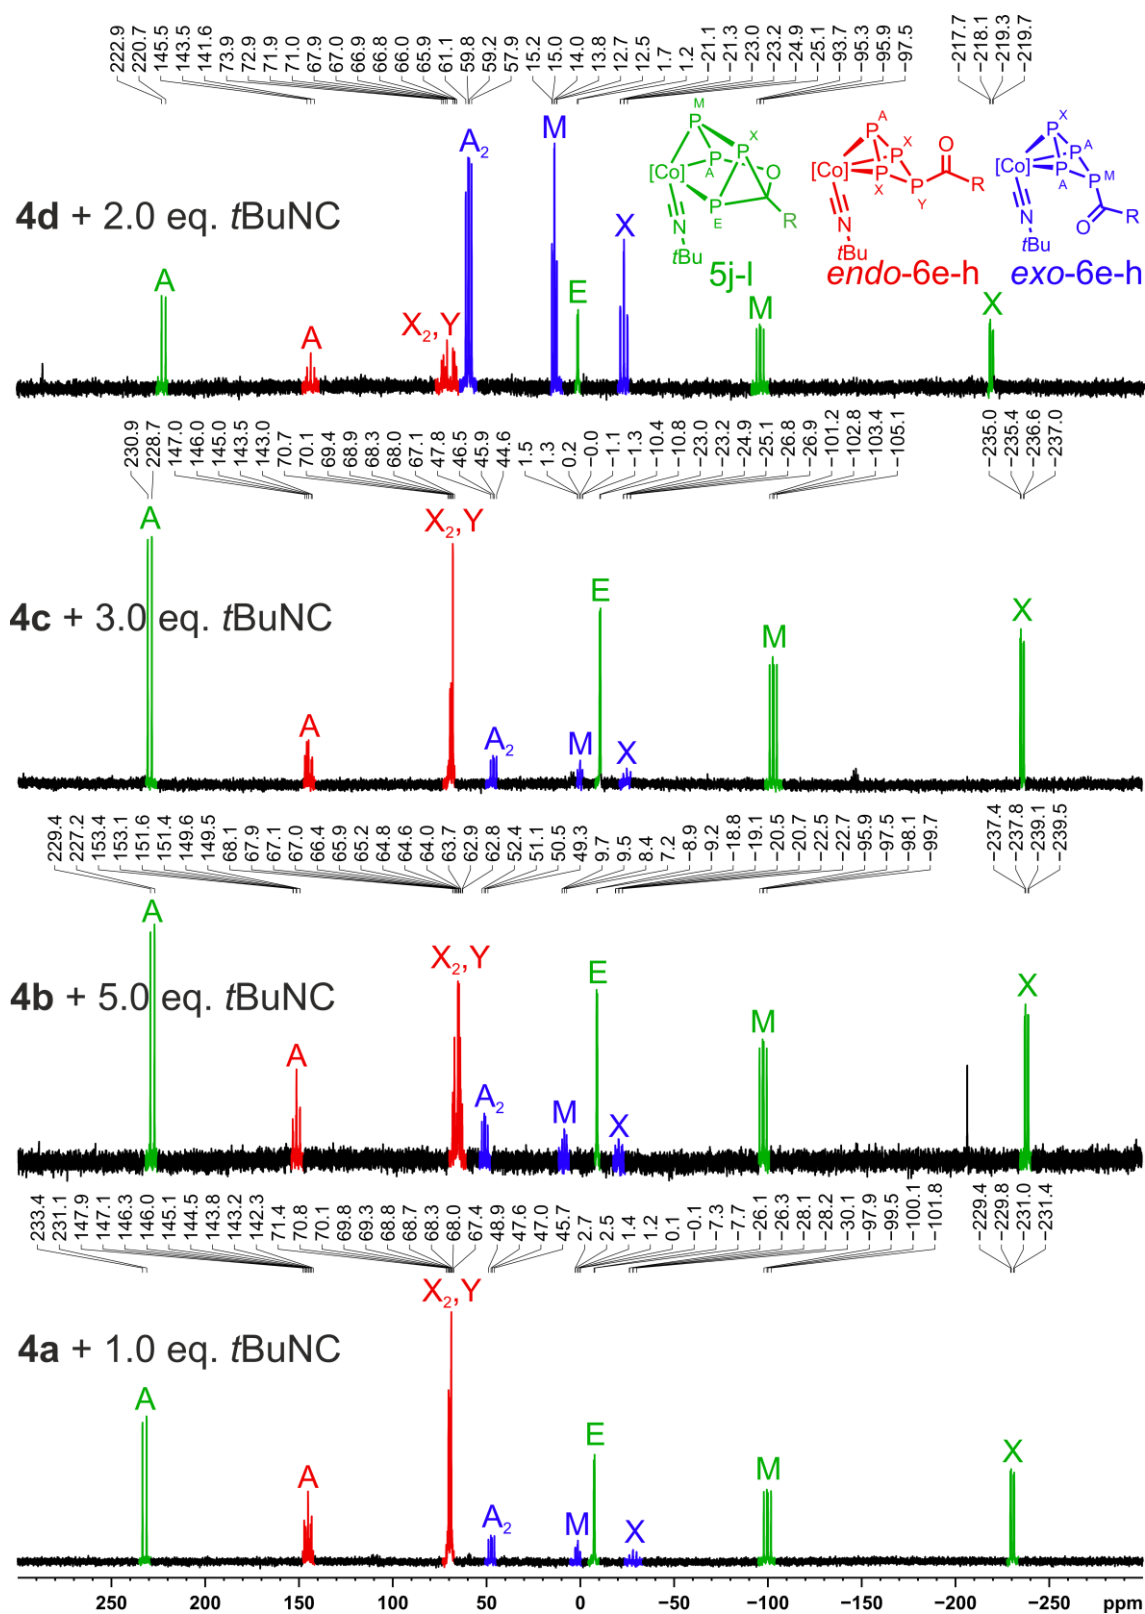 222.9 220.7 145.5 143.5 141.6 73.9 72.9 71.9 71.0 67.9 67.0 66.9 66.8 66.0 65.9 61.1 59.8 59.2 57.9 15.2 15.0 14.0 13.8 12.7 12.5 1.7 1.2 −21.1 −21.3 −23.0 −23.2 −24.9 −25.1 −93.7 −95.3 −95.9 −97.5 −217.7 −218.1 −219.3 −219.7
4d + 2.0 eq. tBuNC
A
A
X2,Y
A2
M
X
E
M
X
M
P
X
P
P
A
O
[Co]
P
E
R
N
tBu
5j-l
A
P
X
P
O
[Co]
P
X
P
Y
R
N
tBu
endo-6e-h
X
P
A
P
[Co]
P
A
P
M
O
R
N
tBu
exo-6e-h
230.9 228.7 147.0 146.0 145.0 143.5 143.0 70.7 70.1 69.4 68.9 68.3 68.0 67.1 47.8 46.5 45.9 44.6 1.5 1.3 0.2 −0.0 −1.1 −1.3 −10.4 −10.8 −23.0 −23.2 −24.9 −25.1 −26.8 −26.9 −101.2 −102.8 −103.4 −105.1 −235.0 −235.4 −236.6 −237.0
4c + 3.0 eq. tBuNC
A
A
X2,Y
A2
M
E
X
M
X
229.4 227.2 153.4 153.1 151.6 151.4 149.6 149.5 68.1 67.9 67.1 67.0 66.4 65.9 65.2 64.8 64.6 64.0 63.7 62.9 62.8 52.4 51.1 50.5 49.3 9.7 9.5 8.4 7.2 −8.9 −9.2 −18.8 −19.1 −20.5 −20.7 −22.5 −22.7 −95.9 −97.5 −98.1 −99.7 −237.4 −237.8 −239.1 −239.5
4b + 5.0 eq. tBuNC
A
A
X2,Y
A2
M
E
X
M
X
233.4 231.1 147.9 147.1 146.3 146.0 145.1 144.5 143.8 143.2 142.3 71.4 70.8 70.1 69.8 69.3 68.8 68.7 68.3 68.0 67.4 48.9 47.6 47.0 45.7 2.7 2.5 1.4 1.2 0.1 −0.1 −7.3 −7.7 −26.1 −26.3 −28.1 −28.2 −30.1 −97.9 −99.5 −100.1 −101.8 −229.4 −229.8 −231.0 −231.4
4a + 1.0 eq. tBuNC
A
A
X2,Y
A2
M
E
X
M
X
250 200 150 100 50 0 −50 −100 −150 −200 −250 ppm